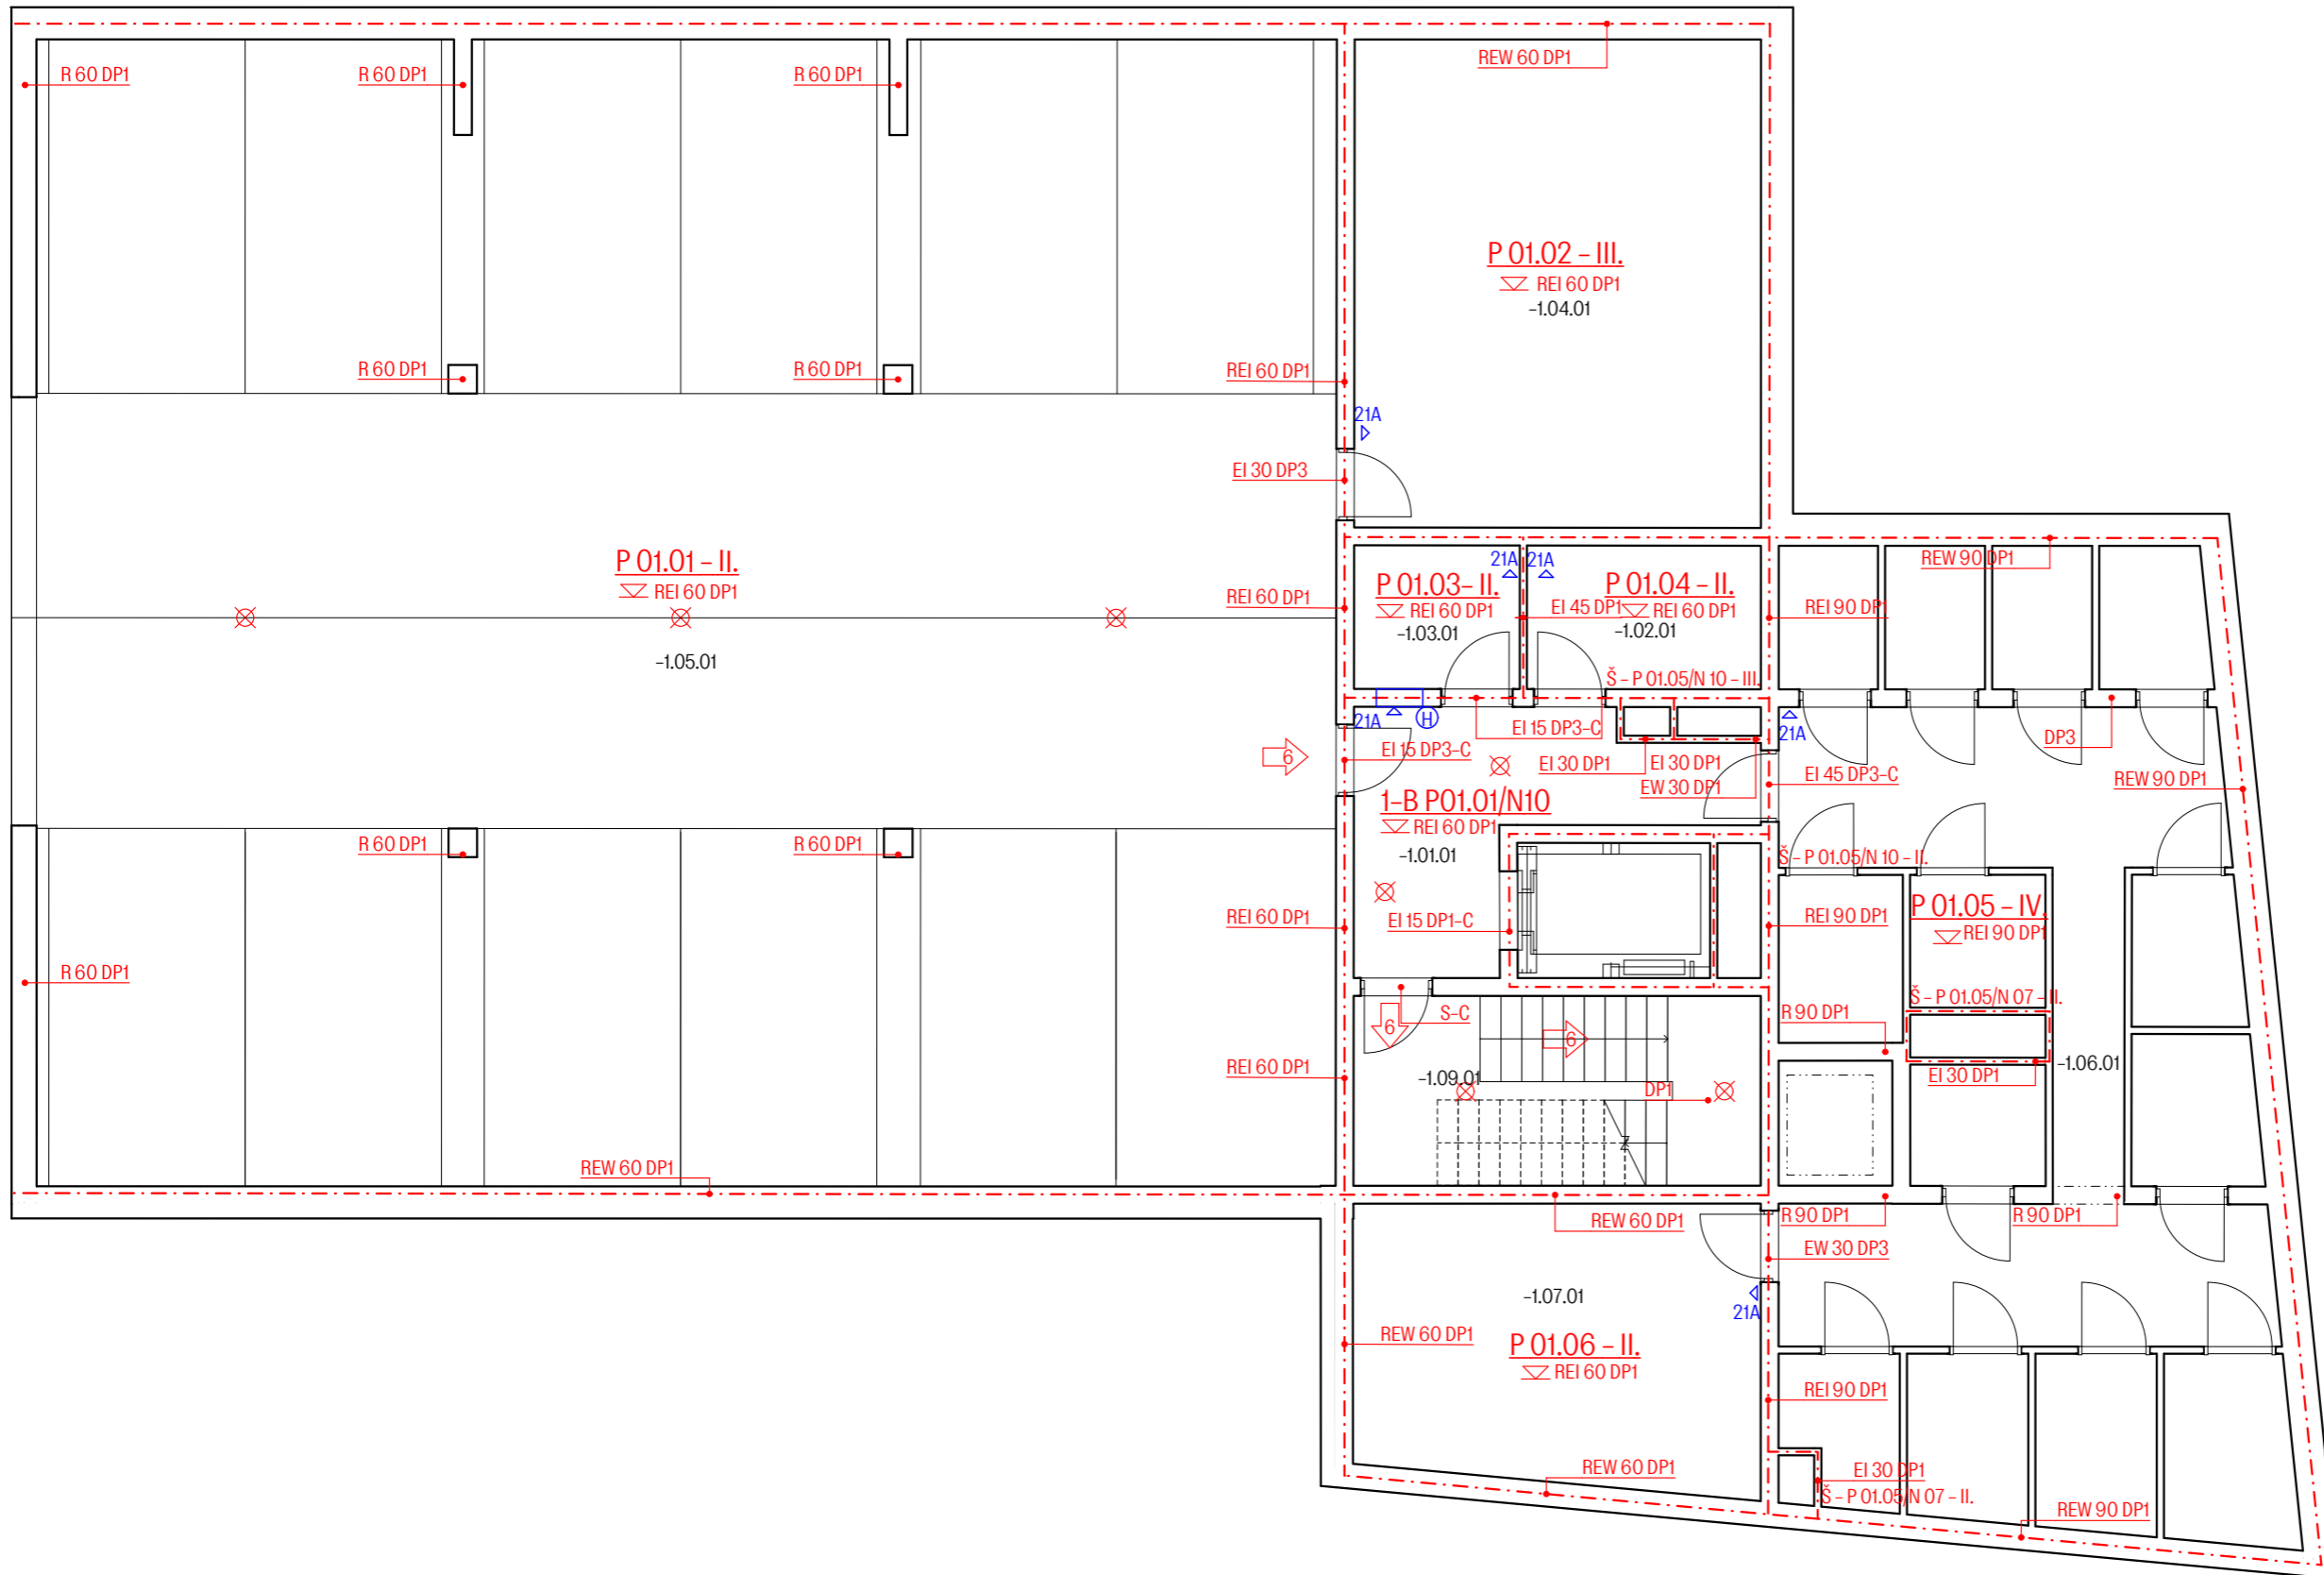 REW 60 DP1
R 60 DP1
R 60 DP1
R 60 DP1
P 01.02 – III.
REI 60 DP1
-1.04.01
R 60 DP1
R 60 DP1
REI 60 DP1
21A
EI 30 DP3
P 01.01 – II.
REI 60 DP1
-1.05.01
REI 60 DP1
21A
21A
P 01.03– II.
REI 60 DP1
-1.03.01
EI 45 DP1
P 01.04 – II.
REI 60 DP1
-1.02.01
REW 90 DP1
REI 90 DP1
Š – P 01.05/N 10 – III.
21A
H
EI 15 DP3-C
21A
DP3
6
EI 15 DP3-C
EI 30 DP1
EI 30 DP1
EW 30 DP1
EI 45 DP3-C
REW 90 DP1
1-B P01.01/N10
REI 60 DP1
-1.01.01
R 60 DP1
R 60 DP1
Š – P 01.05/N 10 – II.
REI 60 DP1
EI 15 DP1-C
REI 90 DP1
P 01.05 – IV.
REI 90 DP1
R 60 DP1
Š – P 01.05/N 07 – II.
S-C
R 90 DP1
6
6
REI 60 DP1
-1.09.01
DP1
EI 30 DP1
-1.06.01
REW 60 DP1
REW 60 DP1
R 90 DP1
R 90 DP1
EW 30 DP3
-1.07.01
21A
REW 60 DP1
P 01.06 – II.
REI 60 DP1
REI 90 DP1
REW 60 DP1
EI 30 DP1
Š – P 01.05/N 07 – II.
REW 90 DP1